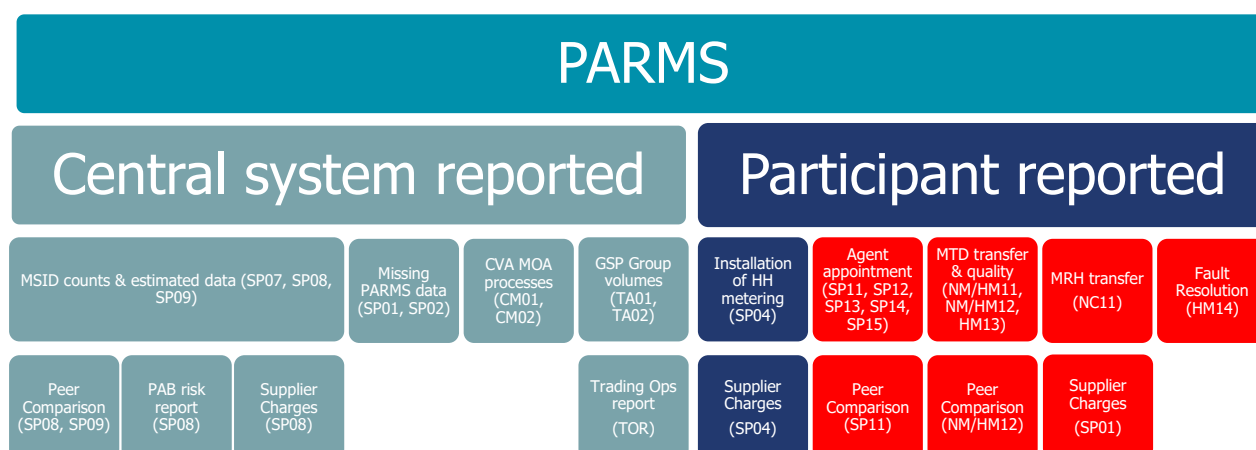 PARMS
Central system reported
Participant reported
MSID counts & estimated data (SP07, SP08,
SP09)
Missing
PARMS data
(SP01, SP02)
CVA MOA
processes
(CM01,
CM02)
GSP Group
volumes
(TA01,
TA02)
Installation
of HH
metering
(SP04)
Agent
appointment
(SP11, SP12,
SP13, SP14,
SP15)
MTD transfer
& quality
(NM/HM11,
NM/HM12,
HM13)
MRH transfer
(NC11)
Fault
Resolution
(HM14)
Peer
Comparison
(SP08, SP09)
PAB risk
report
(SP08)
Supplier
Charges
(SP08)
Trading Ops
report
(TOR)
Supplier
Charges
(SP04)
Peer
Comparison
(SP11)
Peer
Comparison
(NM/HM12)
Supplier
Charges
(SP01)